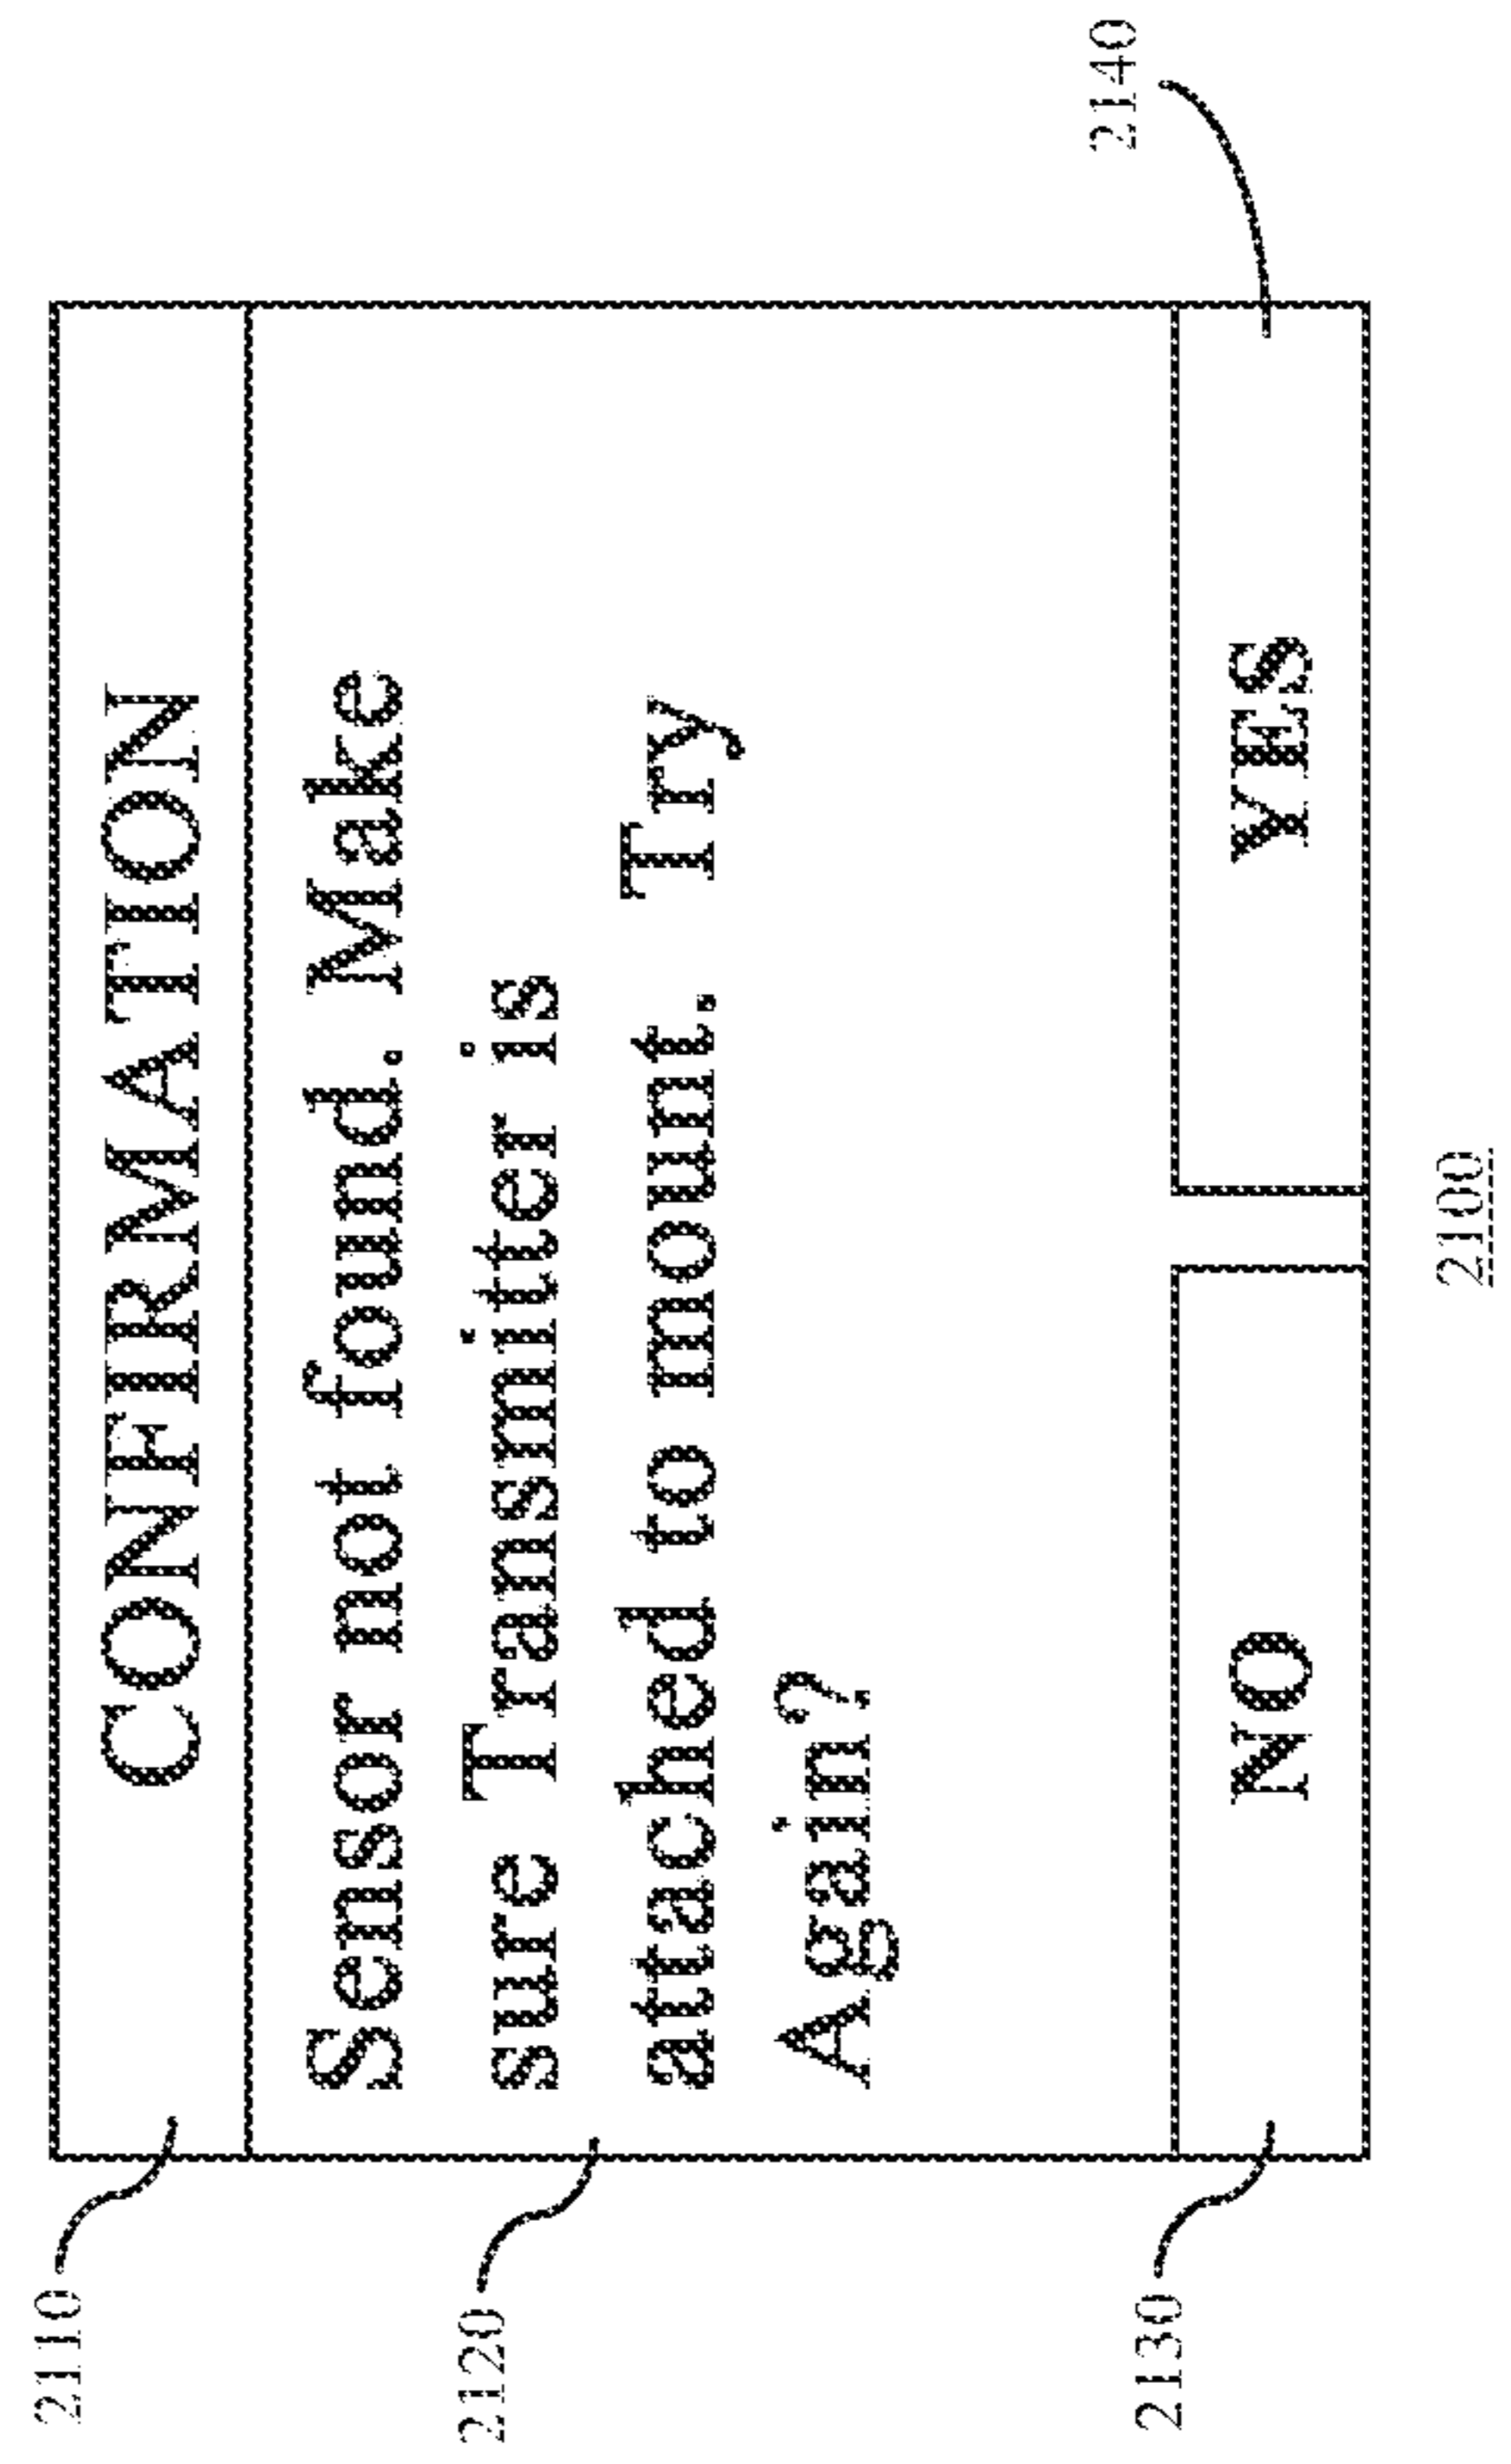 2110
CONFIRMATION
2120
Sensor not found. Make
sure Transmitter is
attached to mount. Try
Again?
2130
NO
YES
2140
2100